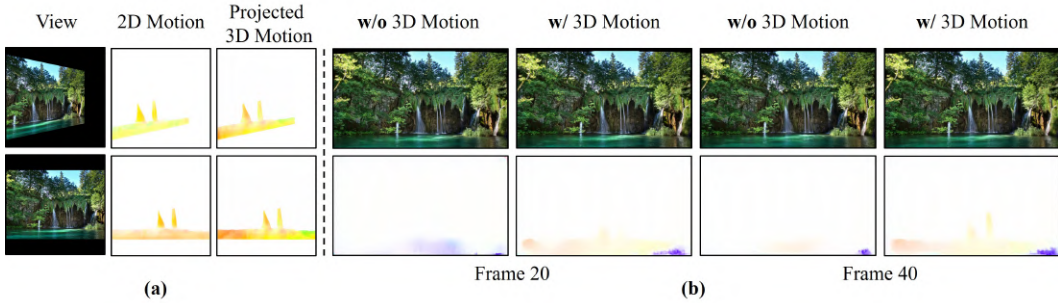 View
2D Motion
Projected
3D Motion
w/o 3D Motion
w/ 3D Motion
w/o 3D Motion
w/ 3D Motion
Frame 20
Frame 40
(a)
(b)